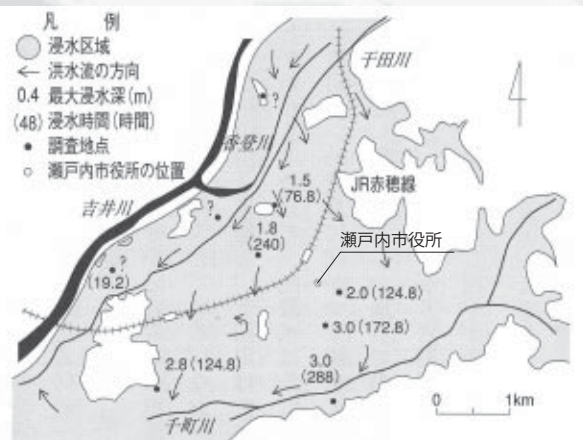 凡 例
浸水区域
洪水流の方向
0.4 最大浸水深(m)
(48) 浸水時間(時間)
調査地点
瀬戸内市役所の位置
干田川
香登川
吉井川
JR赤穂線
瀬戸内市役所
?
?
?
(19.2)
1.5
(76.8)
1.8
(240)
2.0(124.8)
3.0(172.8)
2.8(124.8)
3.0
(288)
千町川
0 1km